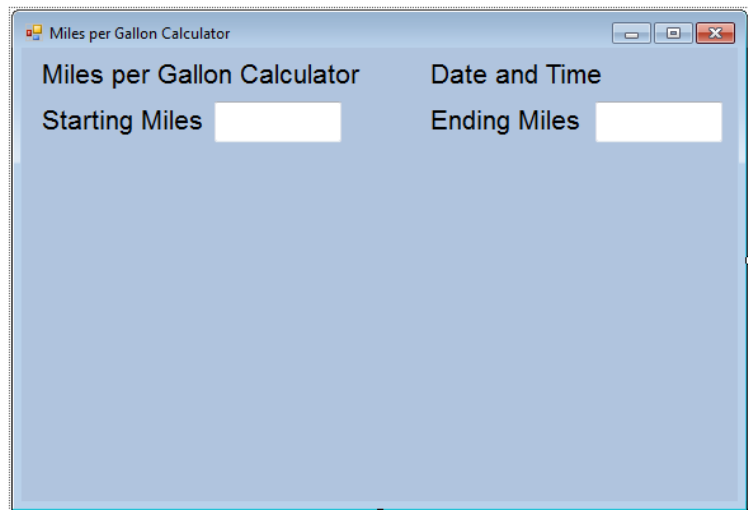 Miles per Gallon Calculator
Miles per Gallon Calculator Date and Time
Starting Miles Ending Miles